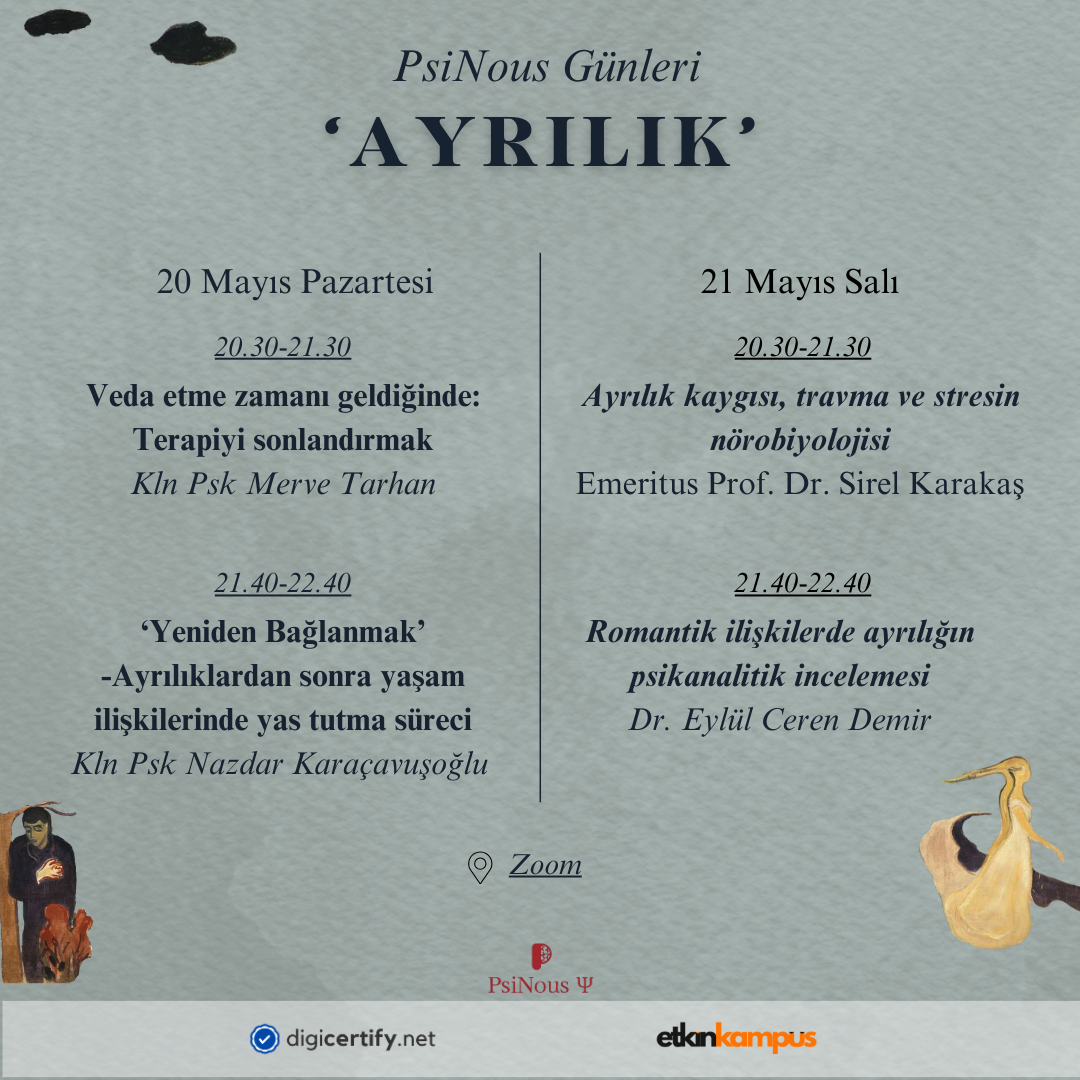 PsiNous Günleri
‘AYRILIK’
20 Mayıs Pazartesi
20.30-21.30
Veda etme zamanı geldiğinde:
Terapiyi sonlandırmak
Kln Psk Merve Tarhan
21.40-22.40
‘Yeniden Bağlanmak’
-Ayrılıklardan sonra yaşam
ilişkilerinde yas tutma süreci
Kln Psk Nazdar Karaçavuşoğlu
21 Mayıs Salı
20.30-21.30
Ayrılık kaygısı, travma ve stresin
nörobiyolojisi
Emeritus Prof. Dr. Sirel Karakaş
21.40-22.40
Romantik ilişkilerde ayrılığın
psikanalitik incelemesi
Dr. Eylül Ceren Demir
Zoom
PsiNous Ψ
digicertify.net
etkinkampus